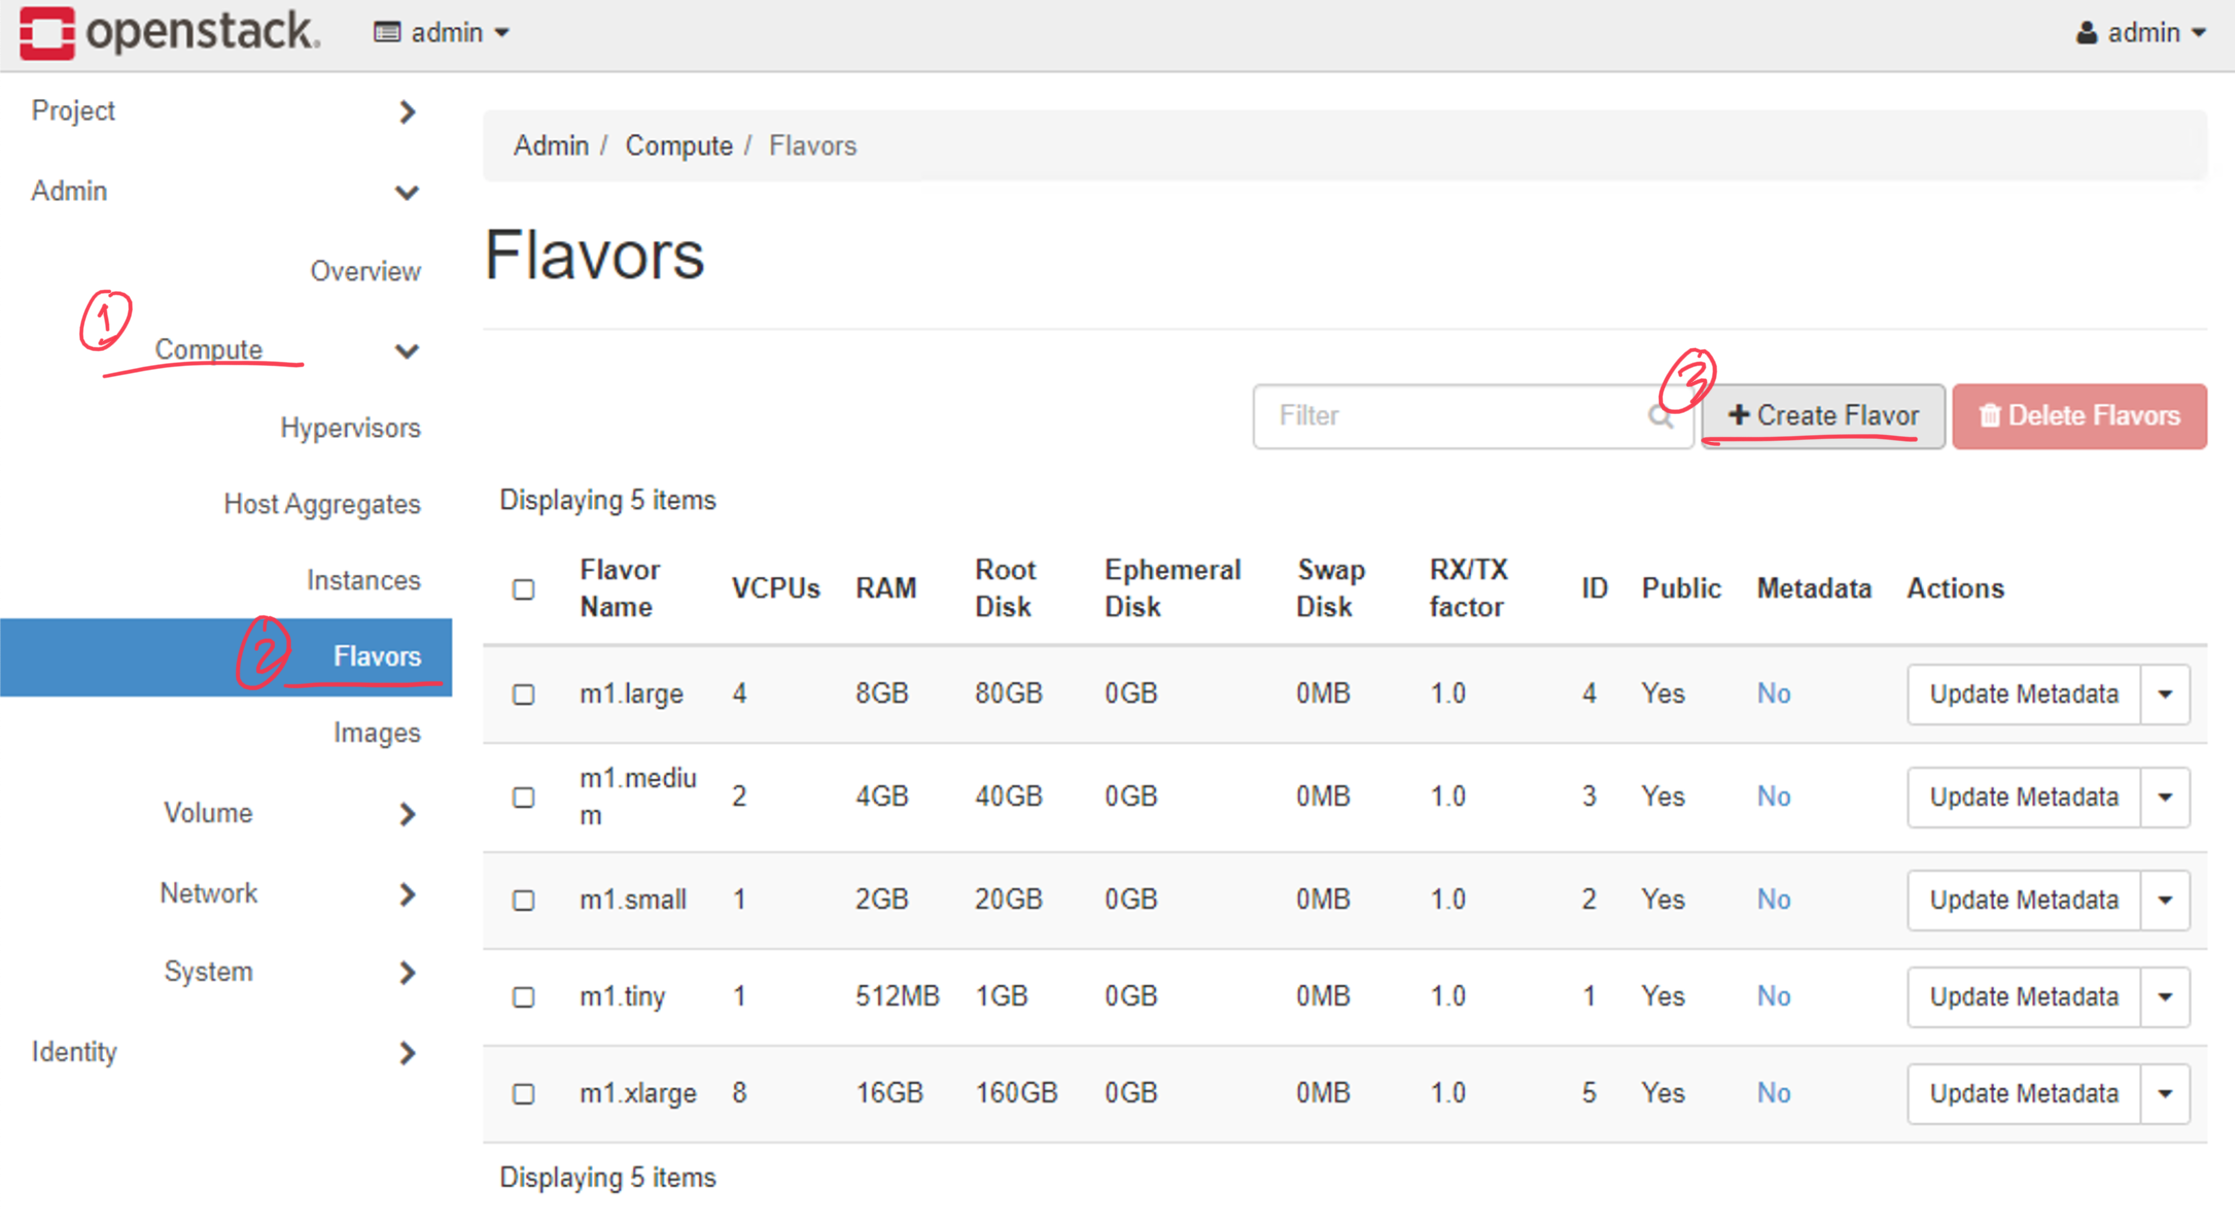 openstack. admin admin
Project
Admin
Overview
① Compute
Hypervisors
Host Aggregates
Instances
② Flavors
Images
Volume
Network
System
Identity
Admin / Compute / Flavors
Flavors
Filter ③ + Create Flavor Delete Flavors
Displaying 5 items
Flavor Name VCPUs RAM Root Disk Ephemeral Disk Swap Disk RX/TX factor ID Public Metadata Actions
m1.large 4 8GB 80GB 0GB 0MB 1.0 4 Yes No Update Metadata
m1.mediu
m 2 4GB 40GB 0GB 0MB 1.0 3 Yes No Update Metadata
m1.small 1 2GB 20GB 0GB 0MB 1.0 2 Yes No Update Metadata
m1.tiny 1 512MB 1GB 0GB 0MB 1.0 1 Yes No Update Metadata
m1.xlarge 8 16GB 160GB 0GB 0MB 1.0 5 Yes No Update Metadata
Displaying 5 items